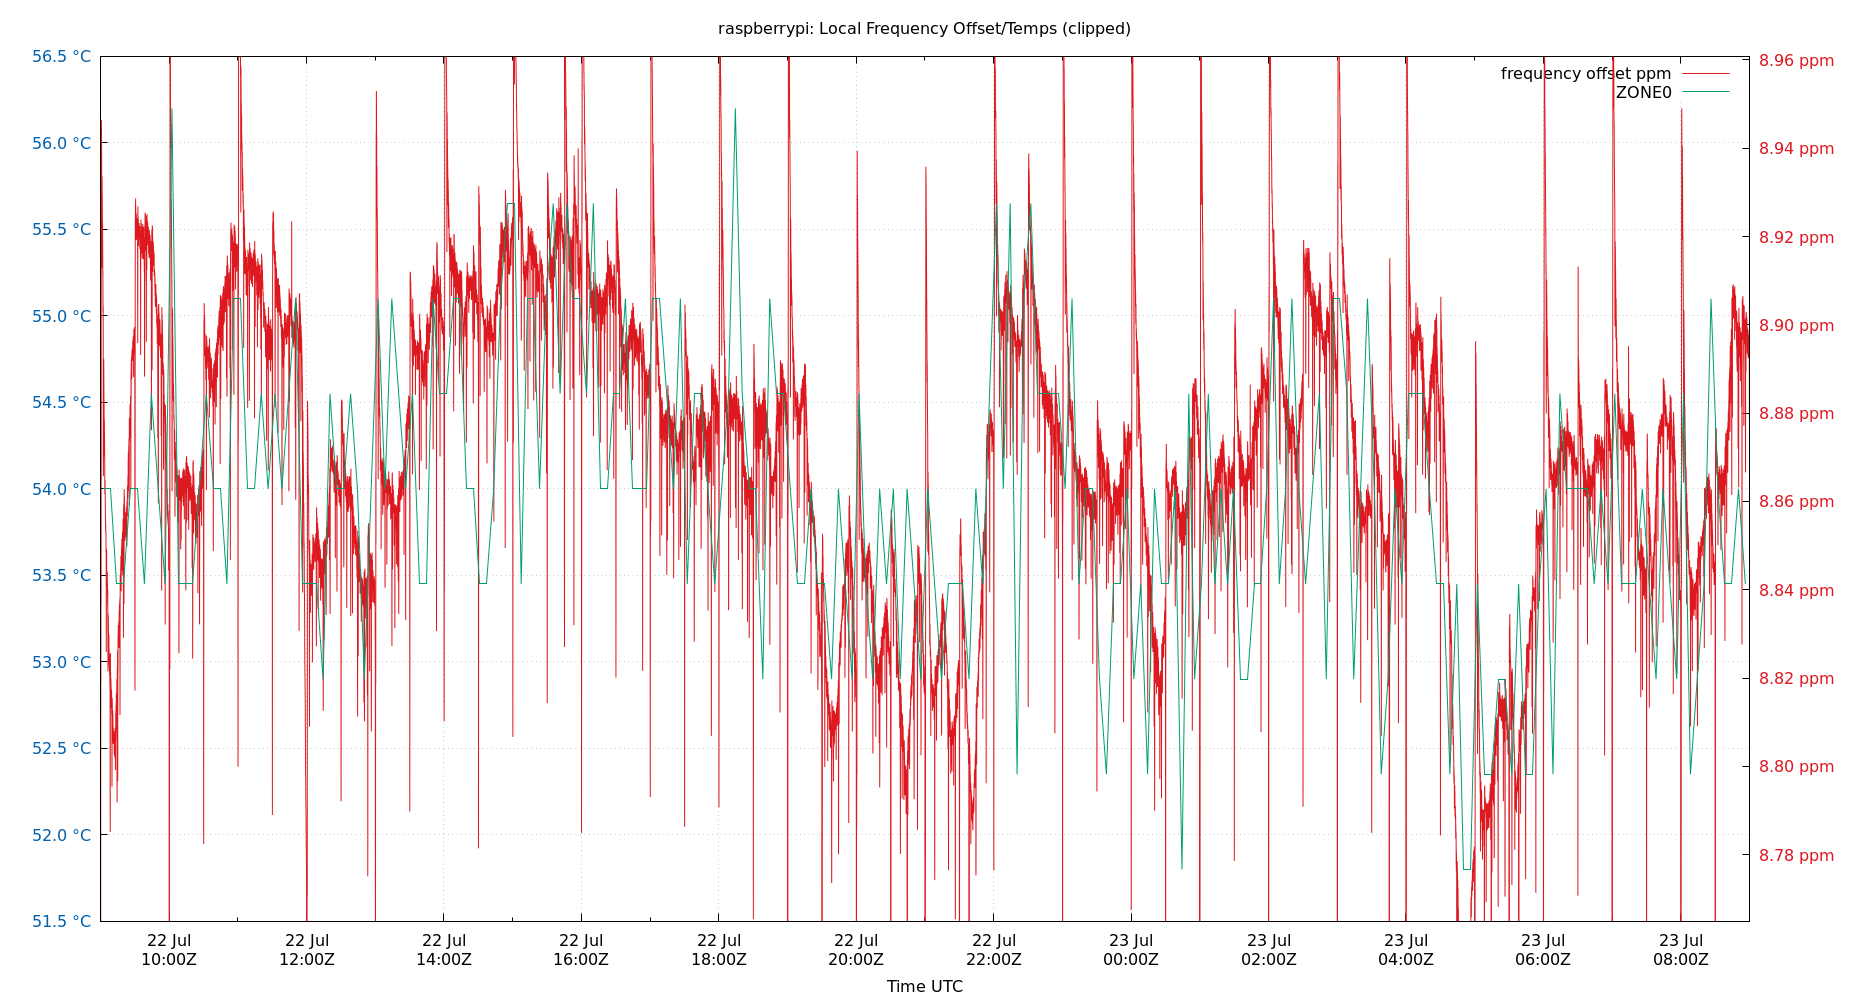 raspberrypi: Local Frequency Offset/Temps (clipped)
56.5 °C
56.0 °C
55.5 °C
55.0 °C
54.5 °C
54.0 °C
53.5 °C
53.0 °C
52.5 °C
52.0 °C
51.5 °C
8.96 ppm
8.94 ppm
8.92 ppm
8.90 ppm
8.88 ppm
8.86 ppm
8.84 ppm
8.82 ppm
8.80 ppm
8.78 ppm
frequency offset ppm
ZONE0
22 Jul
10:00Z
22 Jul
12:00Z
22 Jul
14:00Z
22 Jul
16:00Z
22 Jul
18:00Z
22 Jul
20:00Z
22 Jul
22:00Z
23 Jul
00:00Z
23 Jul
02:00Z
23 Jul
04:00Z
23 Jul
06:00Z
23 Jul
08:00Z
Time UTC